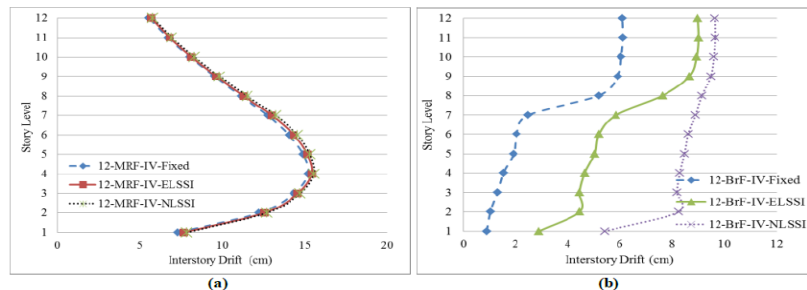 12
11
10
9
8
7
6
5
4
3
2
1
Story Level
12-MRF-IV-Fixed
12-MRF-IV-ELSSI
12-MRF-IV-NLSSI
0 5 10 15 20
Interstory Drift (cm)
(a)
12
11
10
9
8
7
6
5
4
3
2
1
Story Level
12-BrF-IV-Fixed
12-BrF-IV-ELSSI
12-BrF-IV-NLSSI
0 2 4 6 8 10 12
Interstory Drift (cm)
(b)